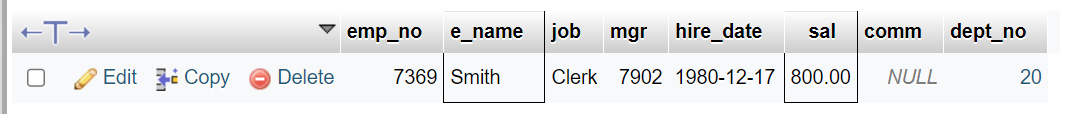 ←T→ emp_no e_name job mgr hire_date sal comm dept_no
Edit Copy Delete 7369 Smith Clerk 7902 1980-12-17 800.00 NULL 20